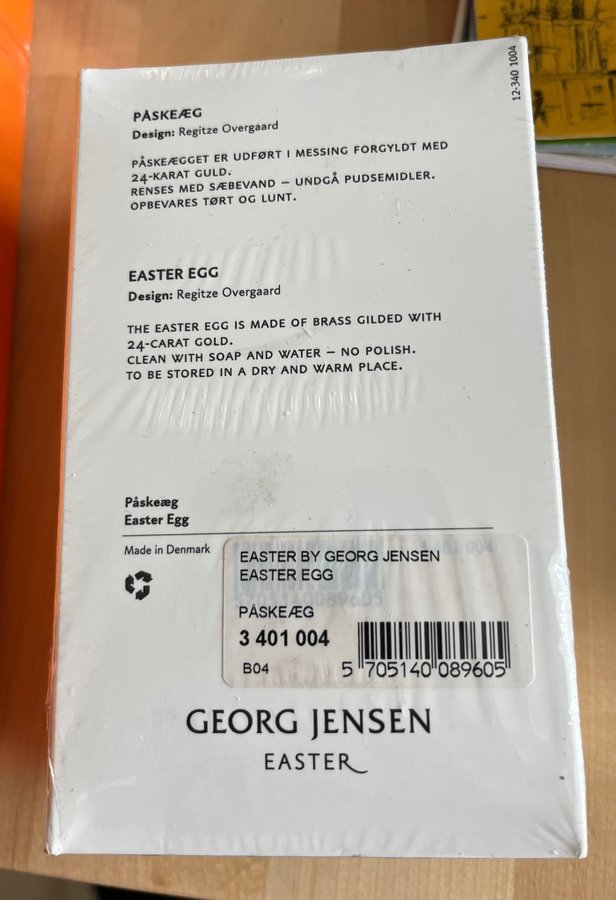 12-340 1004
PÅSKEÆG
Design: Regitze Overgaard
PÅSKEÆGGET ER UDFØRT I MESSING FORGYLDT MED
24-KARAT GULD.
RENSES MED SÆBEVAND – UNDGÅ PUDSEMIDLER.
OPBEVARES TØRT OG LUNT.
EASTER EGG
Design: Regitze Overgaard
THE EASTER EGG IS MADE OF BRASS GILDED WITH
24-CARAT GOLD.
CLEAN WITH SOAP AND WATER – NO POLISH.
TO BE STORED IN A DRY AND WARM PLACE.
Påskeæg
Easter Egg
Made in Denmark
EASTER BY GEORG JENSEN
EASTER EGG
PÅSKEÆG
3 401 004
B04
5 705140 089605
GEORG JENSEN
EASTER